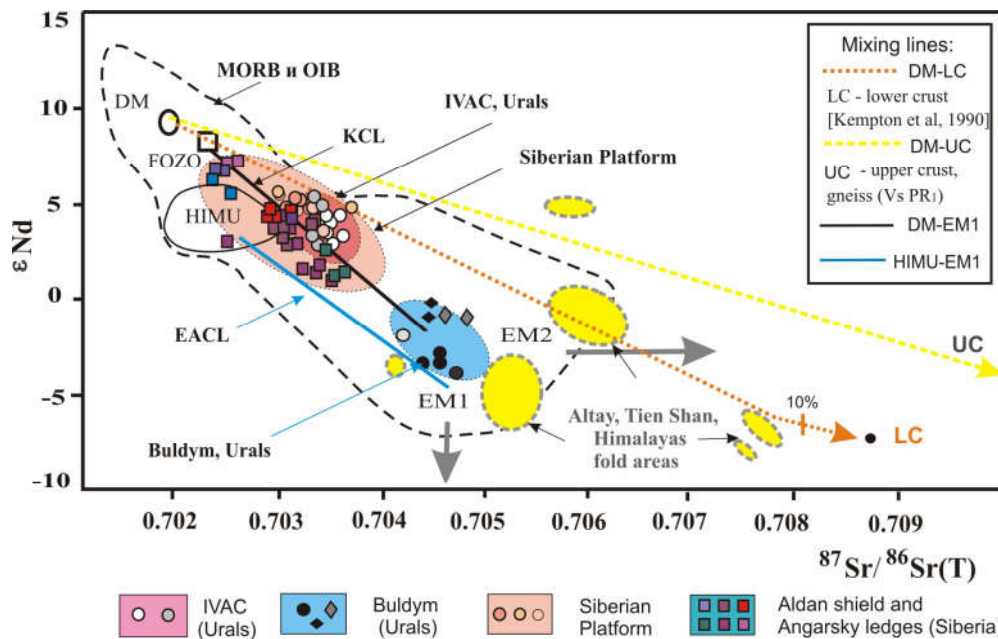 15
10
5
0
-5
-10
ε Nd
MORB и OIB
DM
IVAC, Urals
KCL
Siberian Platform
FOZO
HIMU
EACL
EM2
EM1
Buldym, Urals
Altay, Tien Shan,
Himalayas
fold areas
10%
UC
LC
Mixing lines:
DM-LC
LC - lower crust
[Kempton et al, 1990]
DM-UC
UC - upper crust,
gneiss (Vs PR1)
DM-EM1
HIMU-EM1
0.702 0.703 0.704 0.705 0.706 0.707 0.708 0.709
87Sr/86Sr(T)
IVAC
(Urals)
Buldym
(Urals)
Siberian
Platform
Aldan shield and
Angarsky ledges (Siberia